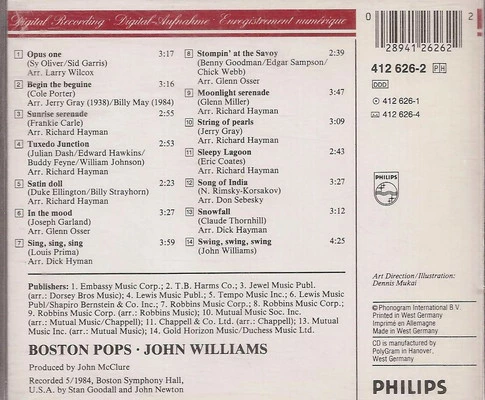 Digital Recording · Digital-Aufnahme · Enregistrement numérique
1 Opus one 3:17
(Sy Oliver/Sid Garris)
Arr. Larry Wilcox
2 Begin the beguine 3:16
(Cole Porter)
Arr. Jerry Gray (1938)/Billy May (1984)
3 Sunrise serenade 2:55
(Frankie Carle)
Arr. Richard Hayman
4 Tuxedo Junction 2:53
(Julian Dash/Edward Hawkins/
Buddy Feyne/William Johnson)
Arr. Richard Hayman
5 Satin doll 2:23
(Duke Ellington/Billy Strayhorn)
Arr. Richard Hayman
6 In the mood 3:27
(Joseph Garland)
Arr. Glenn Osser
7 Sing, sing, sing 3:59
(Louis Prima)
Arr. Dick Hyman
8 Stompin' at the Savoy 2:39
(Benny Goodman/Edgar Sampson/
Chick Webb)
Arr. Glenn Osser
9 Moonlight serenade 3:47
(Glenn Miller)
Arr. Richard Hayman
10 String of pearls 3:09
(Jerry Gray)
Arr. Richard Hayman
11 Sleepy Lagoon 2:43
(Eric Coates)
Arr. Richard Hayman
12 Song of India 3:27
(N. Rimsky-Korsakov)
Arr. Don Sebesky
13 Snowfall 3:12
(Claude Thornhill)
Arr. Dick Hayman
14 Swing, swing, swing 4:25
(John Williams)
Publishers: 1. Embassy Music Corp.; 2. T.B. Harms Co.; 3. Jewel Music Publ.
(arr.: Dorsey Bros Music); 4. Lewis Music Publ.; 5. Tempo Music Inc.; 6. Lewis Music
Publ/Shapiro Bernstein & Co. Inc.; 7. Robbins Music Corp.; 8. Robbins Music Corp.;
9. Robbins Music Corp. (arr.: Robbins Music Corp.); 10. Mutual Music Soc. Inc.
(arr.: Mutual Music/Chappell); 11. Chappell & Co. Ltd. (arr.: Chappell); 13. Mutual
Music Inc. (arr.: Mutual Music); 14. Gold Horizon Music/Duchess Music Ltd.
BOSTON POPS · JOHN WILLIAMS
Produced by John McClure
Recorded 5/1984, Boston Symphony Hall,
U.S.A. by Stan Goodall and John Newton
0 28941 26262 2
412 626-2 PH
DDD
412 626-1
412 626-4
PHILIPS
Art Direction/Illustration:
Dennis Mukai
©Phonogram International B.V.
Printed in West Germany
Imprimé en Allemagne
Made in West Germany
CD is manufactured by
PolyGram in Hanover,
West Germany
PHILIPS